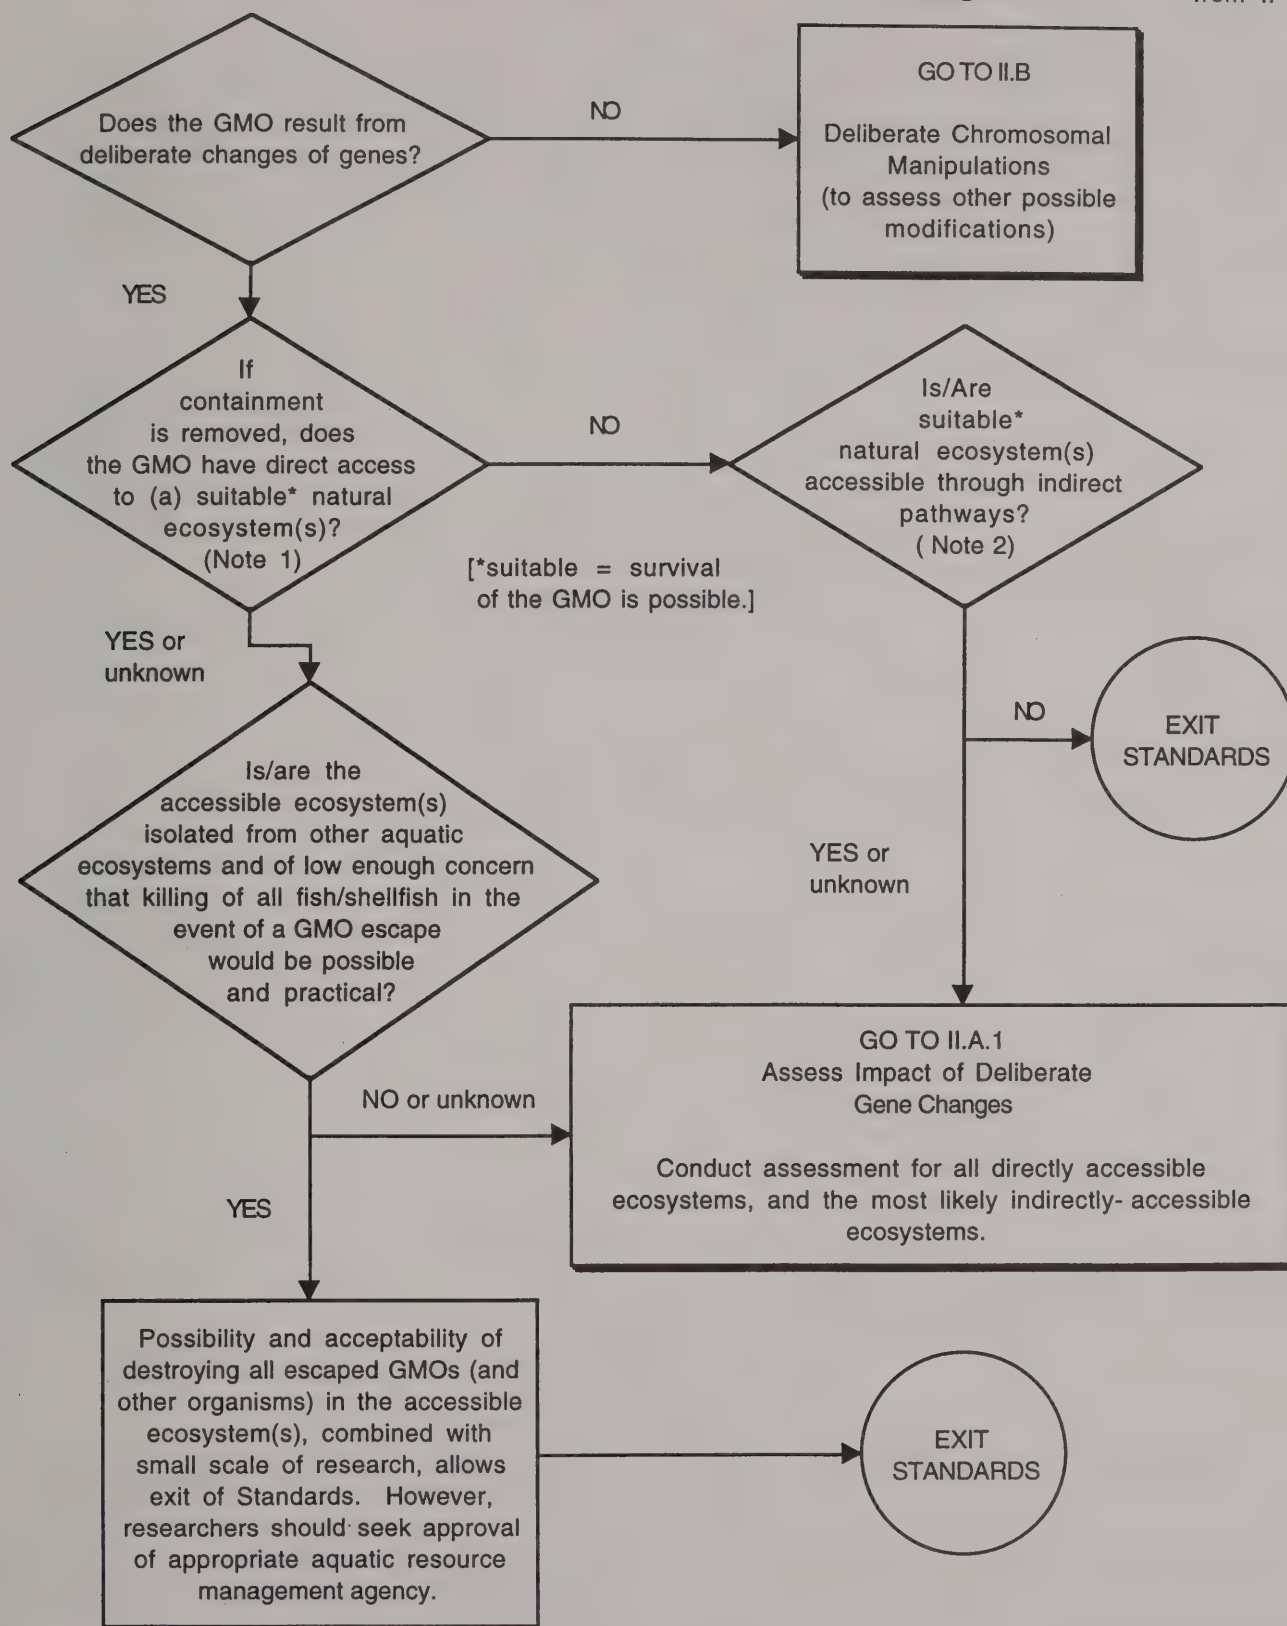 Does the GMO result from
deliberate changes of genes?
NO
GO TO II.B
Deliberate Chromosomal
Manipulations
(to assess other possible
modifications)
YES
If
containment
is removed, does
the GMO have direct access
to (a) suitable* natural
ecosystem(s)?
(Note 1)
NO
Is/Are
suitable*
natural ecosystem(s)
accessible through indirect
pathways?
( Note 2)
[*suitable = survival
of the GMO is possible.]
YES or
unknown
NO
EXIT
STANDARDS
Is/are the
accessible ecosystem(s)
isolated from other aquatic
ecosystems and of low enough concern
that killing of all fish/shellfish in the
event of a GMO escape
would be possible
and practical?
YES or
unknown
GO TO II.A.1
Assess Impact of Deliberate
Gene Changes
Conduct assessment for all directly accessible
ecosystems, and the most likely indirectly- accessible
ecosystems.
NO or unknown
YES
Possibility and acceptability of
destroying all escaped GMOs (and
other organisms) in the accessible
ecosystem(s), combined with
small scale of research, allows
exit of Standards. However,
researchers should seek approval
of appropriate aquatic resource
management agency.
EXIT
STANDARDS